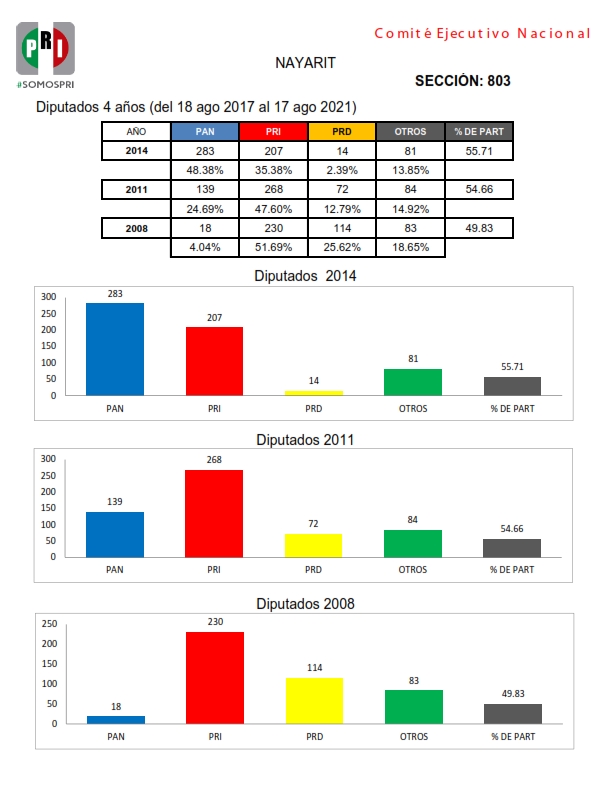 Comité Ejecutivo Nacional
PRI
#SOMOSPRI
NAYARIT
SECCIÓN: 803
Diputados 4 años (del 18 ago 2017 al 17 ago 2021)
AÑO PAN PRI PRD OTROS % DE PART
2014 283 207 14 81 55.71
48.38% 35.38% 2.39% 13.85%
2011 139 268 72 84 54.66
24.69% 47.60% 12.79% 14.92%
2008 18 230 114 83 49.83
4.04% 51.69% 25.62% 18.65%
Diputados 2014
300
250
200
150
100
50
0
283 207 14 81 55.71
PAN PRI PRD OTROS % DE PART
Diputados 2011
300
250
200
150
100
50
0
139 268 72 84 54.66
PAN PRI PRD OTROS % DE PART
Diputados 2008
250
200
150
100
50
0
18 230 114 83 49.83
PAN PRI PRD OTROS % DE PART